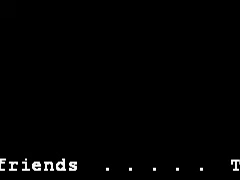 friends . . . . . T